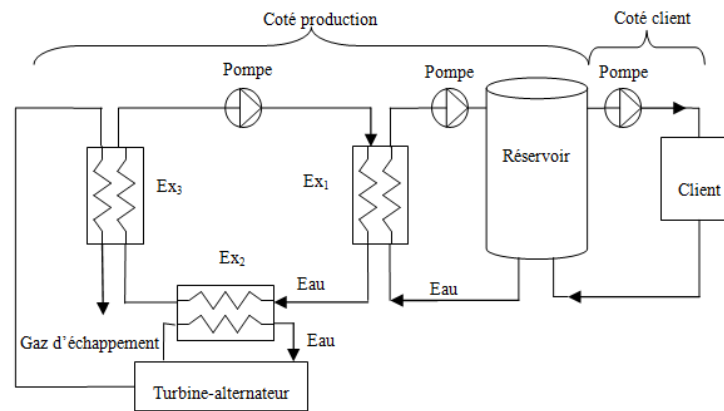 Coté production
Coté client
Pompe
Pompe
Pompe
Ex3
Ex1
Réservoir
Client
Ex2
Eau
Eau
Gaz d'échappement
Eau
Turbine-alternateur